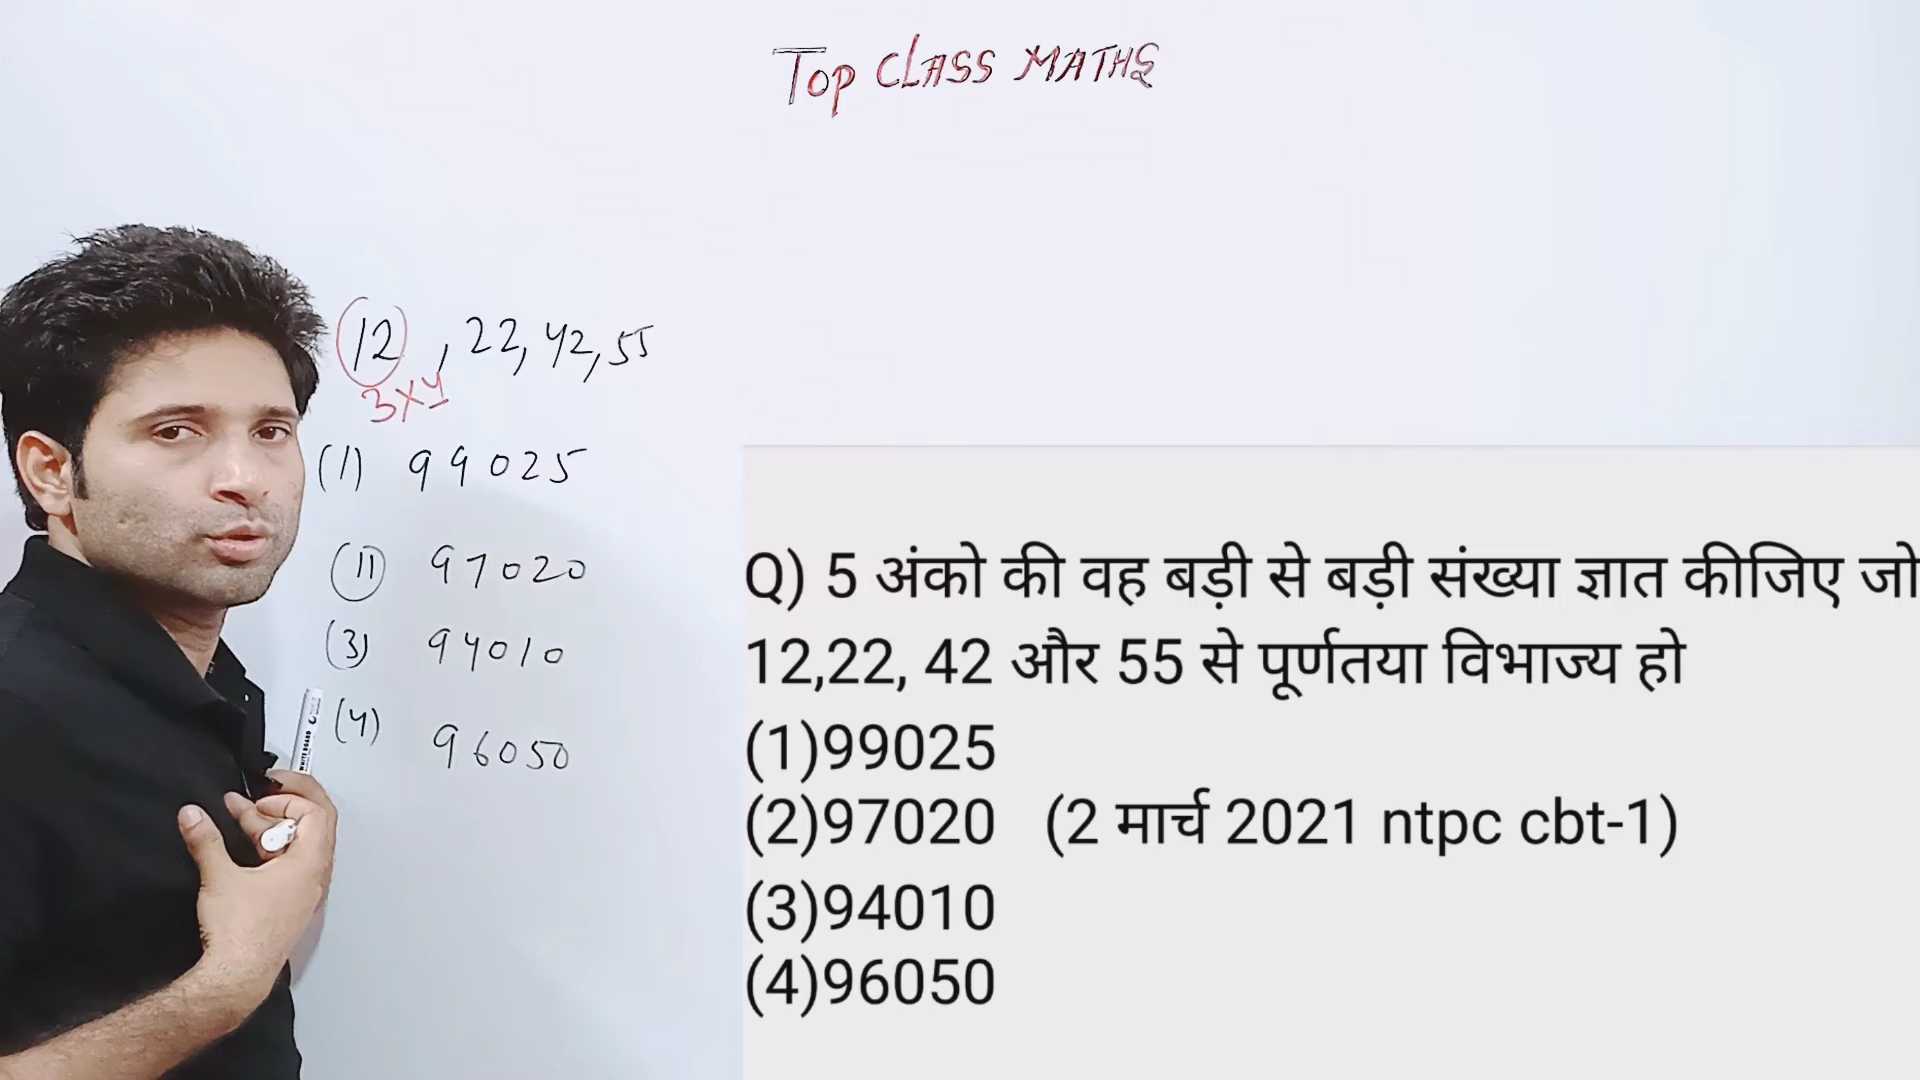 TOP CLASS MATHS
12, 22, 42, 55
3×4
(1) 99025
(11) 97020
(3) 94010
(4) 96050
Q) 5 अंको की वह बड़ी से बड़ी संख्या ज्ञात कीजिए जो
12,22, 42 और 55 से पूर्णतया विभाज्य हो
(1)99025
(2)97020 (2 मार्च 2021 ntpc cbt-1)
(3)94010
(4)96050